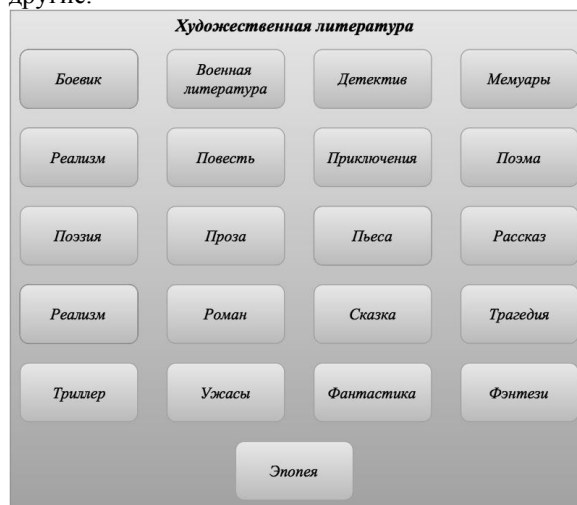 другие.
Художественная литература
Боевик
Военная
литература
Детектив
Мемуары
Реализм
Повесть
Приключения
Поэма
Поэзия
Проза
Пьеса
Рассказ
Реализм
Роман
Сказка
Трагедия
Триллер
Ужасы
Фантастика
Фэнтези
Эпопея